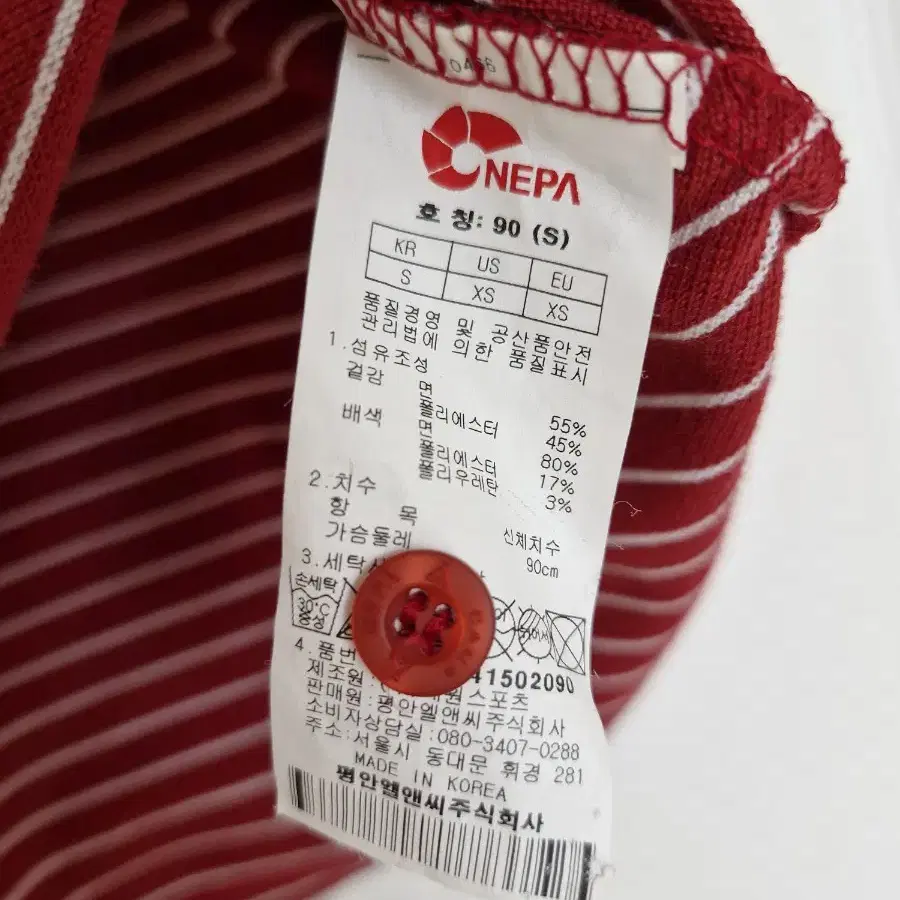 0466
NEPA
호 칭: 90 (S)
KR US EU
S XS XS
품질경영 및 공산품안전
관리법에 의한 품질표시
1.섬유조성
겉감 면 55%
폴리에스터 45%
배색 면 80%
폴리에스터 17%
폴리우레탄 3%
2.치수
항 목 신체치수
가슴둘레 90cm
3.세탁
손세탁
30°C
중성
4.품번 41502090
제조원: 원스포츠
판매원:평안엘앤씨주식회사
소비자상담실:080-3407-0288
주소:서울시 동대문 휘경 281
MADE IN KOREA
평안엘앤씨주식회사